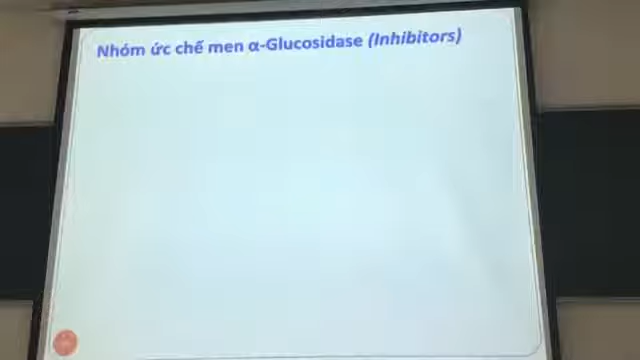 Nhóm ức chế men α-Glucosidase (Inhibitors)